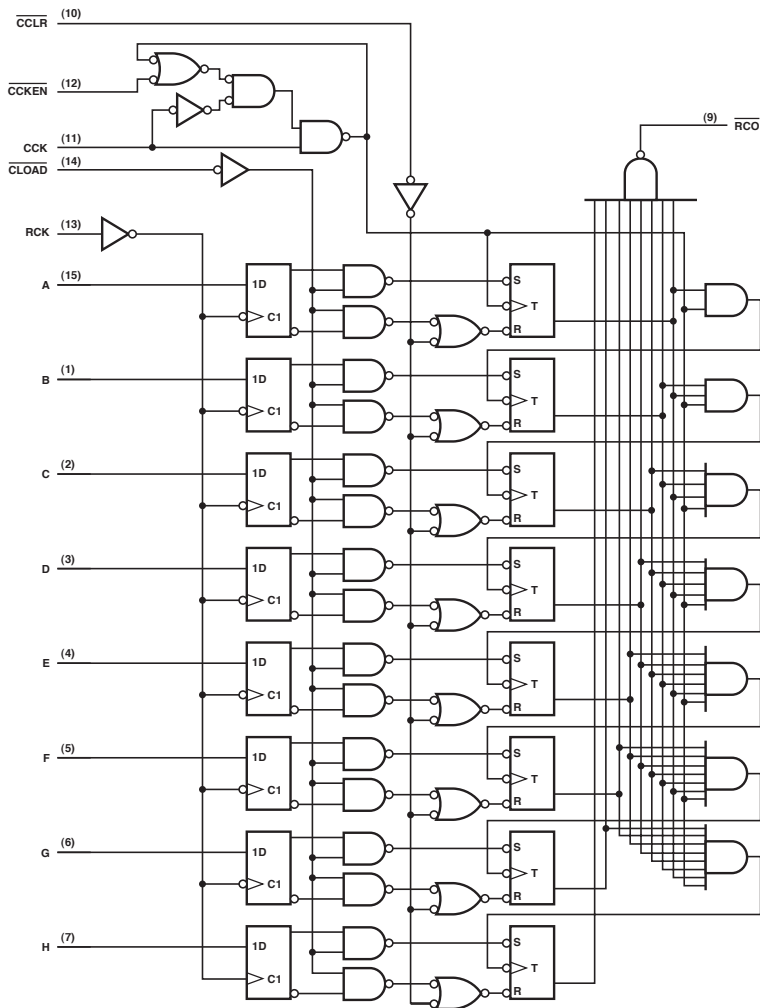 CCLR (10)
CCKEN (12)
CCK (11)
CLOAD (14)
(9) RCO
RCK (13)
A (15) 1D C1 S T R
B (1) 1D C1 S T R
C (2) 1D C1 S T R
D (3) 1D C1 S T R
E (4) 1D C1 S T R
F (5) 1D C1 S T R
G (6) 1D C1 S T R
H (7) 1D C1 S T R